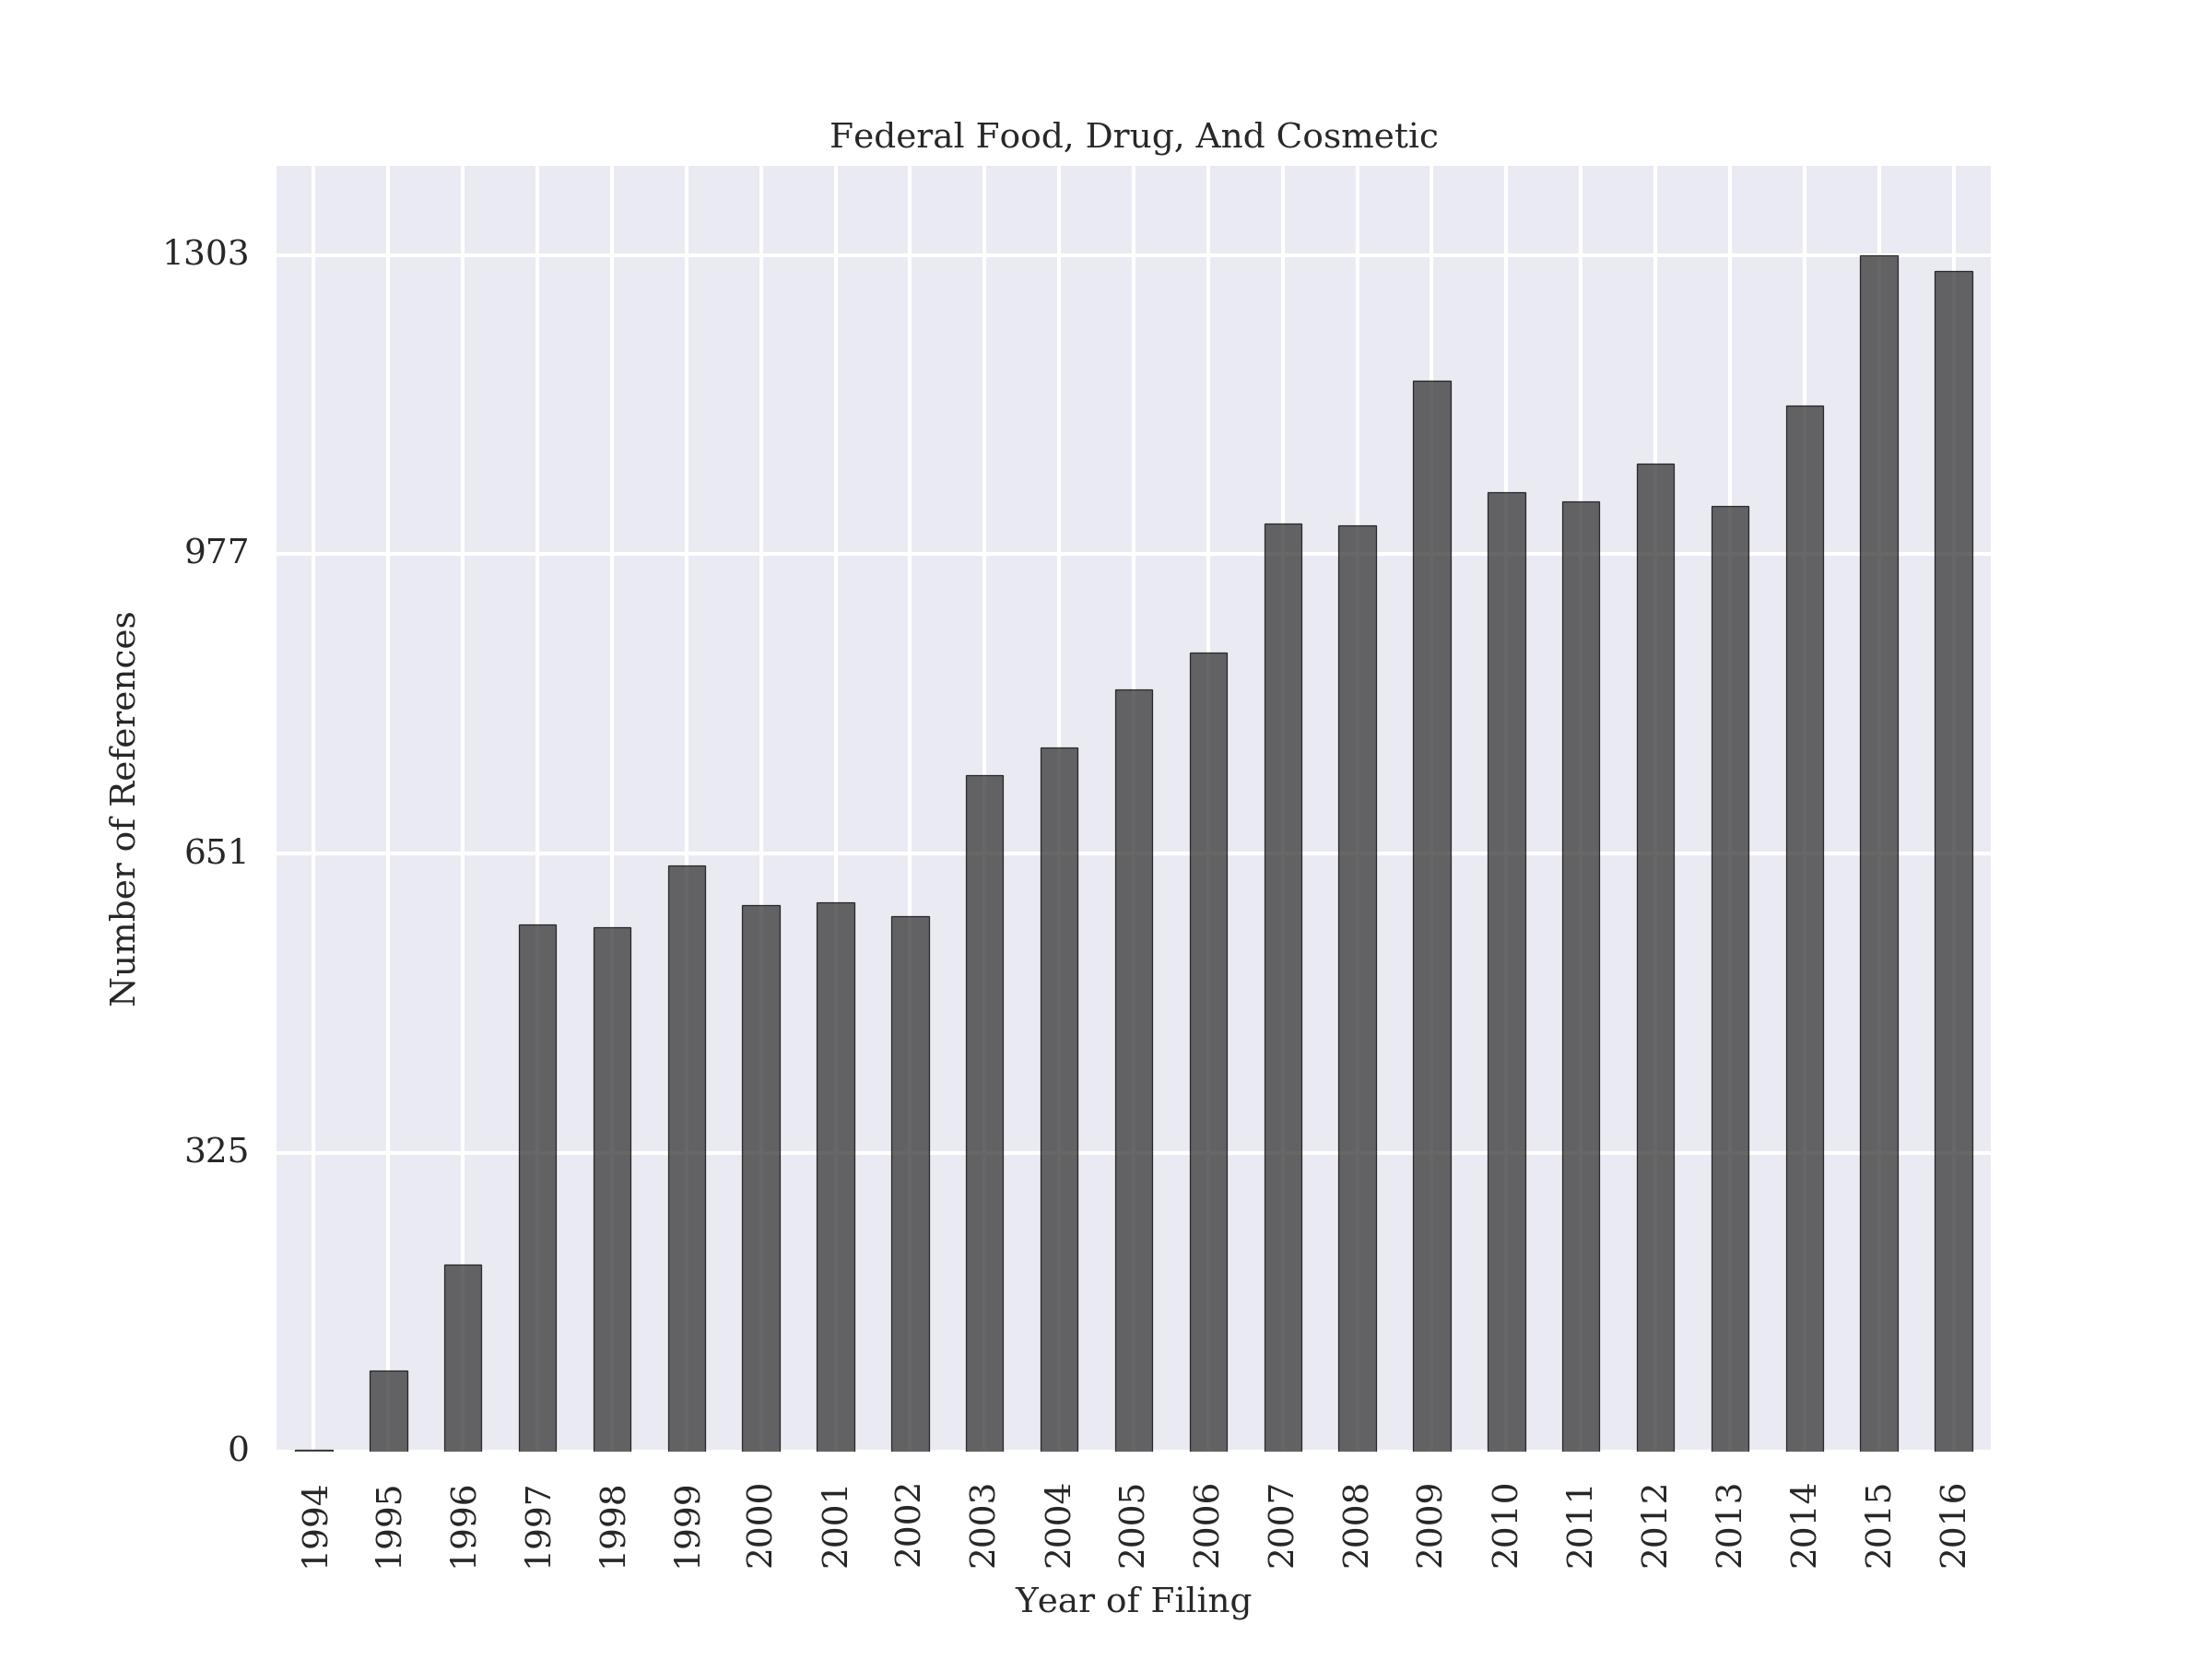 Federal Food, Drug, And Cosmetic
1303
977
651
325
0
Number of References
1994 1995 1996 1997 1998 1999 2000 2001 2002 2003 2004 2005 2006 2007 2008 2009 2010 2011 2012 2013 2014 2015 2016
Year of Filing